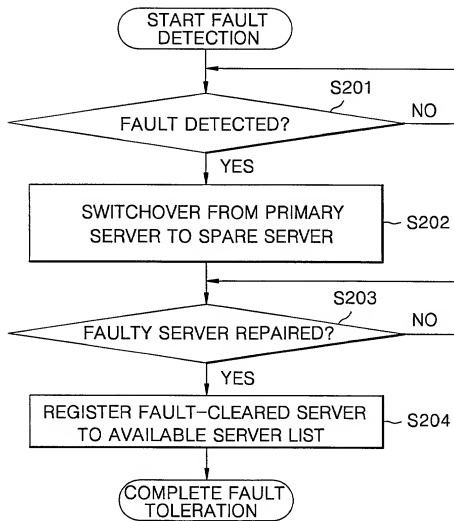 START FAULT
DETECTION
S201
FAULT DETECTED?
NO
YES
SWITCHOVER FROM PRIMARY
SERVER TO SPARE SERVER
S202
S203
FAULTY SERVER REPAIRED?
NO
YES
REGISTER FAULT-CLEARED SERVER
TO AVAILABLE SERVER LIST
S204
COMPLETE FAULT
TOLERATION